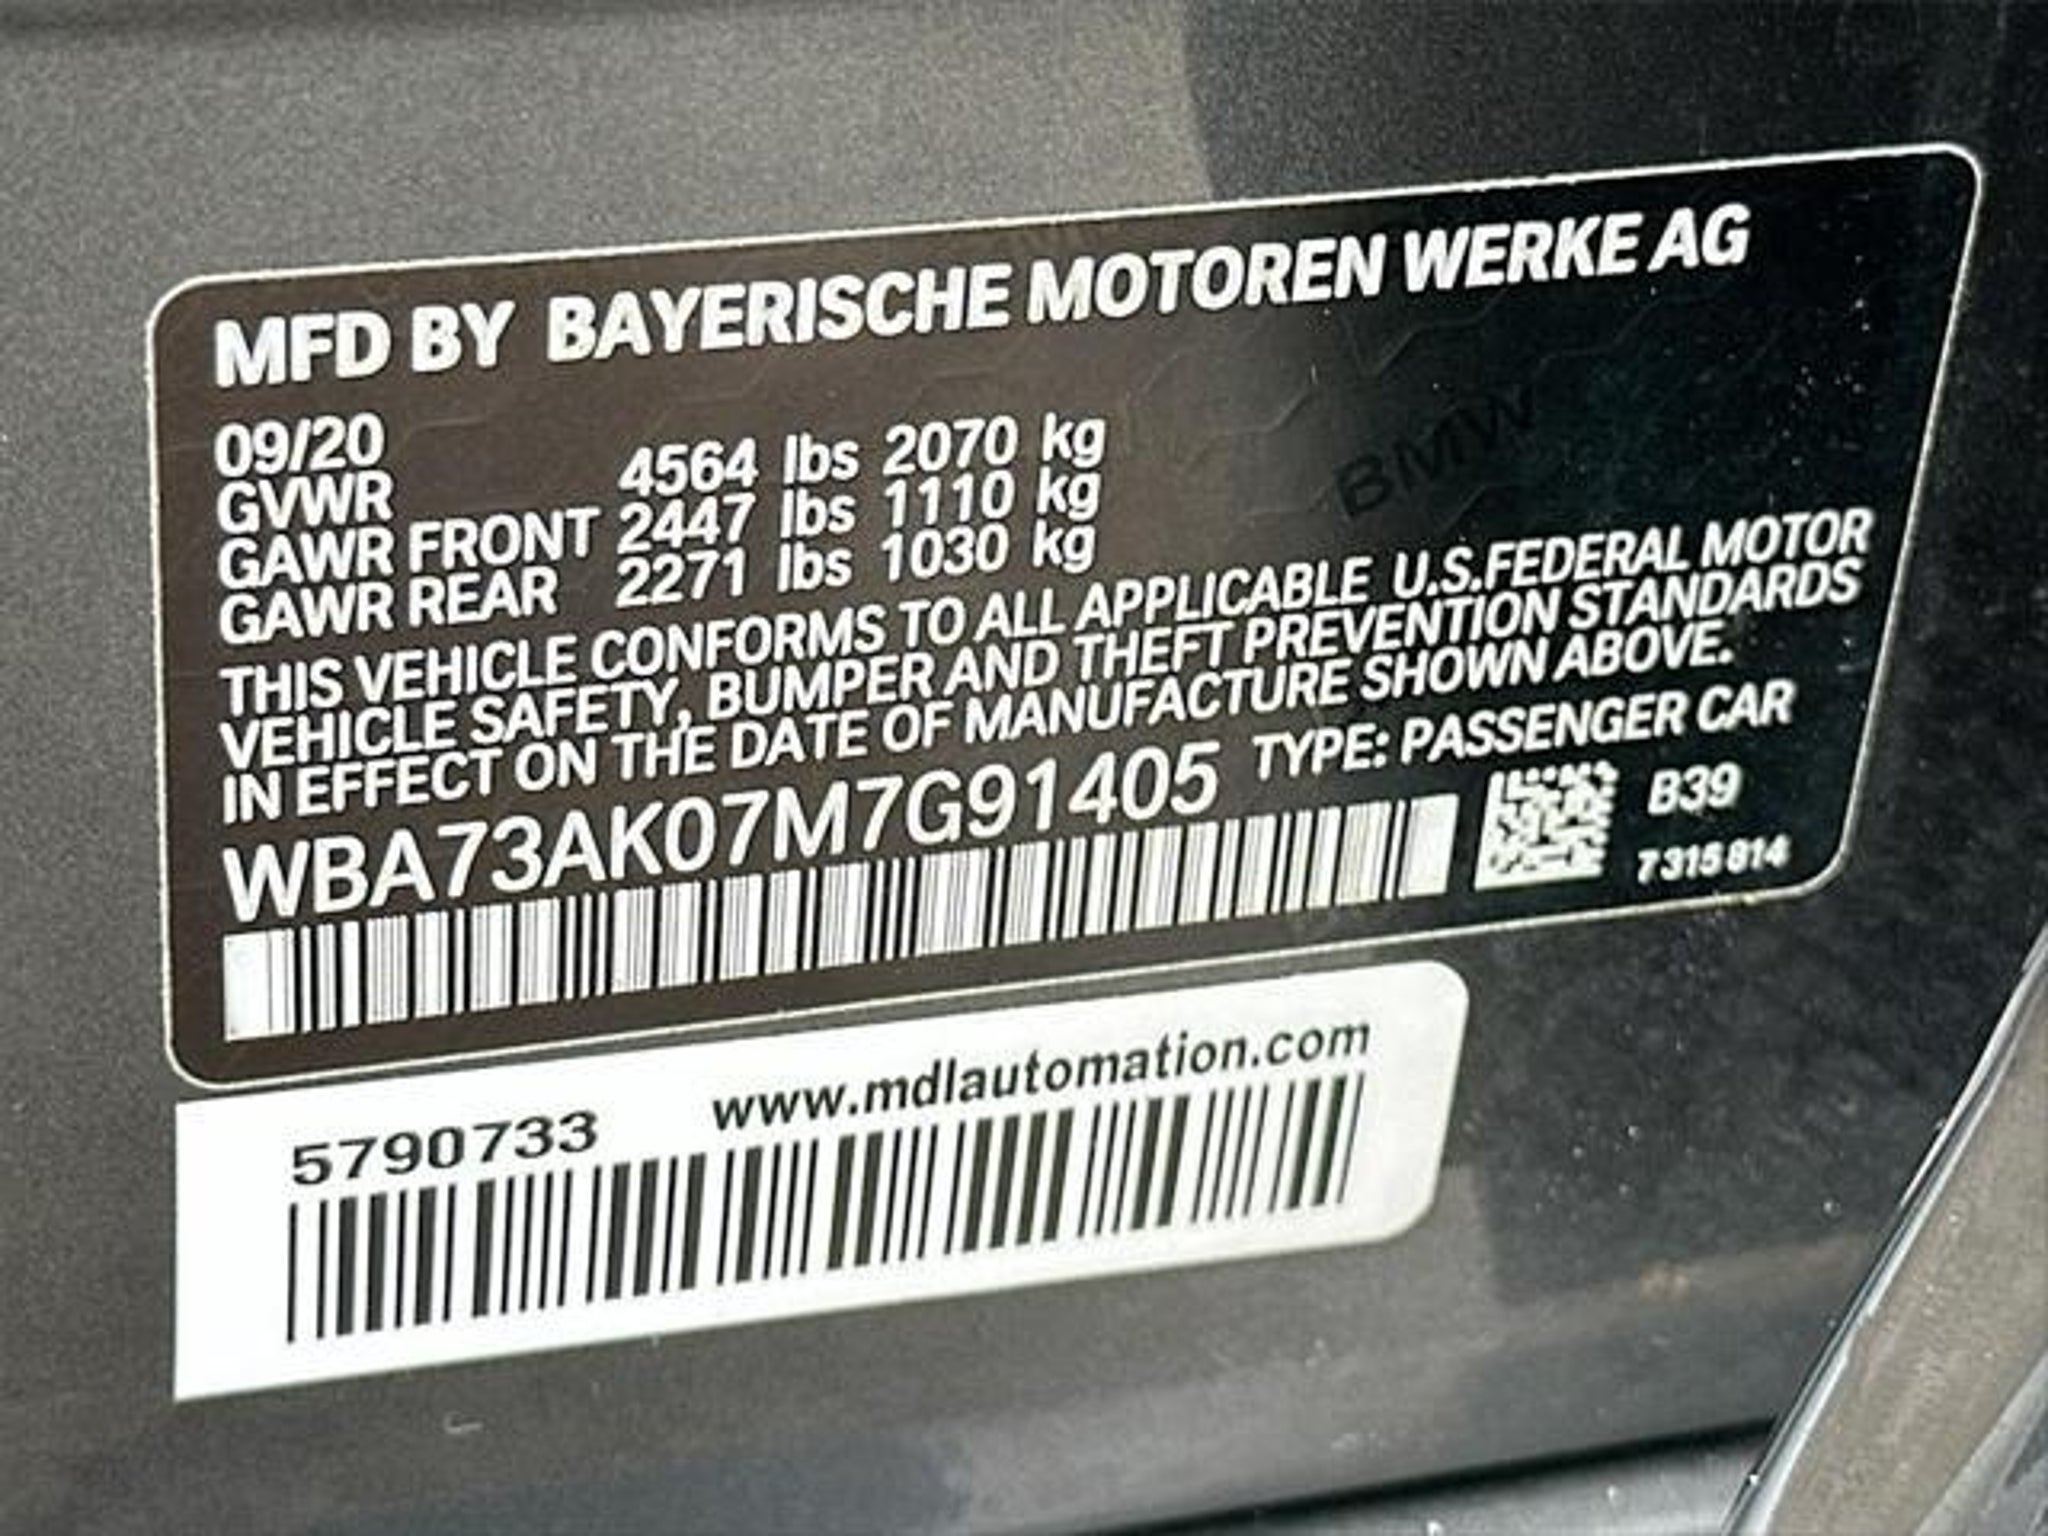 MFD BY BAYERISCHE MOTOREN WERKE AG
09/20
GVWR 4564 lbs 2070 kg
GAWR FRONT 2447 lbs 1110 kg
GAWR REAR 2271 lbs 1030 kg
THIS VEHICLE CONFORMS TO ALL APPLICABLE U.S.FEDERAL MOTOR
VEHICLE SAFETY, BUMPER AND THEFT PREVENTION STANDARDS
IN EFFECT ON THE DATE OF MANUFACTURE SHOWN ABOVE.
WBA73AK07M7G91405 TYPE: PASSENGER CAR
B39
7315814
BMW
5790733 www.mdlautomation.com